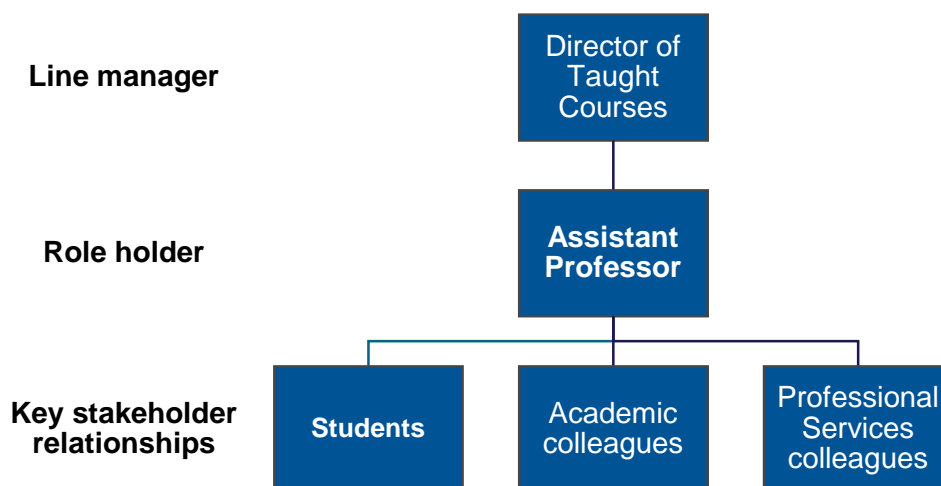 Line manager
Director of
Taught
Courses
Role holder
Assistant
Professor
Key stakeholder
relationships
Students
Academic
colleagues
Professional
Services
colleagues